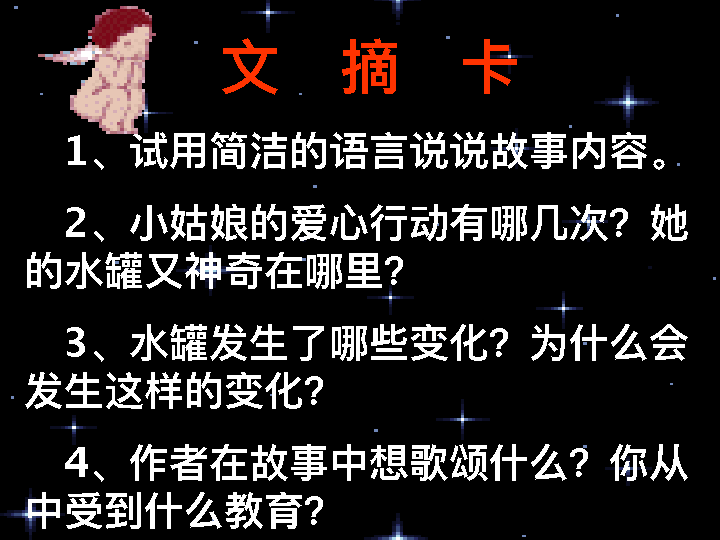 文 摘 卡
1、试用简洁的语言说说故事内容。
2、小姑娘的爱心行动有哪几次？她
的水罐又神奇在哪里？
3、水罐发生了哪些变化？为什么会
发生这样的变化？
4、作者在故事中想歌颂什么？你从
中受到什么教育？